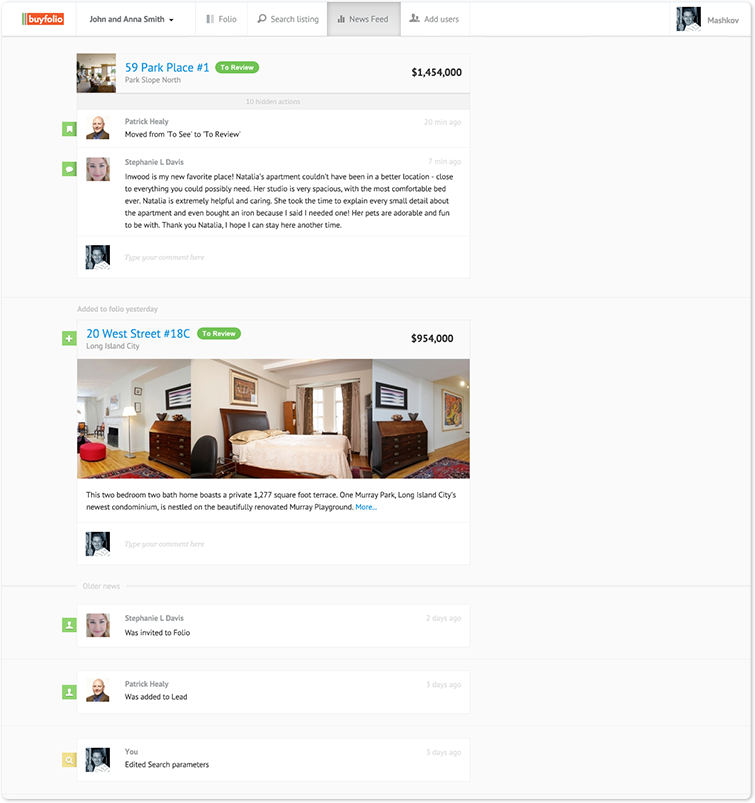 buyfolio
John and Anna Smith
Folio
Search listing
News Feed
Add users
Mashkov
59 Park Place #1
To Review
$1,454,000
Park Slope North
10 hidden actions
Patrick Healy
20 min ago
Moved from 'To See' to 'To Review'
Stephanie L Davis
7 min ago
Inwood is my new favorite place! Natalia's apartment couldn't have been in a better location - close
to everything you could possibly need. Her studio is very spacious, with the most comfortable bed
ever. Natalia is extremely helpful and caring. She took the time to explain every small detail about
the apartment and even bought an iron because I said I needed one! Her pets are adorable and fun
to be with. Thank you Natalia, I hope I can stay here another time.
Type your comment here
Added to folio yesterday
20 West Street #18C
To Review
$954,000
Long Island City
This two bedroom two bath home boasts a private 1,277 square foot terrace. One Murray Park, Long Island City's
newest condominium, is nestled on the beautifully renovated Murray Playground. More...
Type your comment here
Older news
Stephanie L Davis
2 days ago
Was invited to Folio
Patrick Healy
3 days ago
Was added to Lead
You
3 days ago
Edited Search parameters